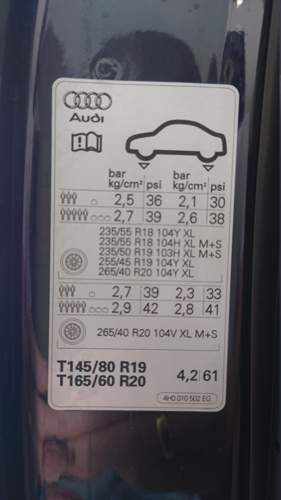 Audi
bar
kg/cm² psi
bar
kg/cm² psi
2,5 36 2,1 30
2,7 39 2,6 38
235/55 R18 104Y XL
235/55 R18 104H XL M+S
235/50 R19 103H XL M+S
255/45 R19 104Y XL
265/40 R20 104Y XL
2,7 39 2,3 33
2,9 42 2,8 41
265/40 R20 104V XL M+S
T145/80 R19
T165/60 R20
4,2 61
4H0 010 502 EG